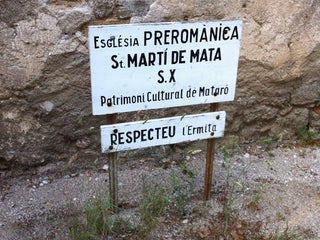 Església PREROMÀNICA
St. MARTÍ DE MATA
S.X
Patrimoni Cultural de Mataró
RESPECTEU l'Ermita